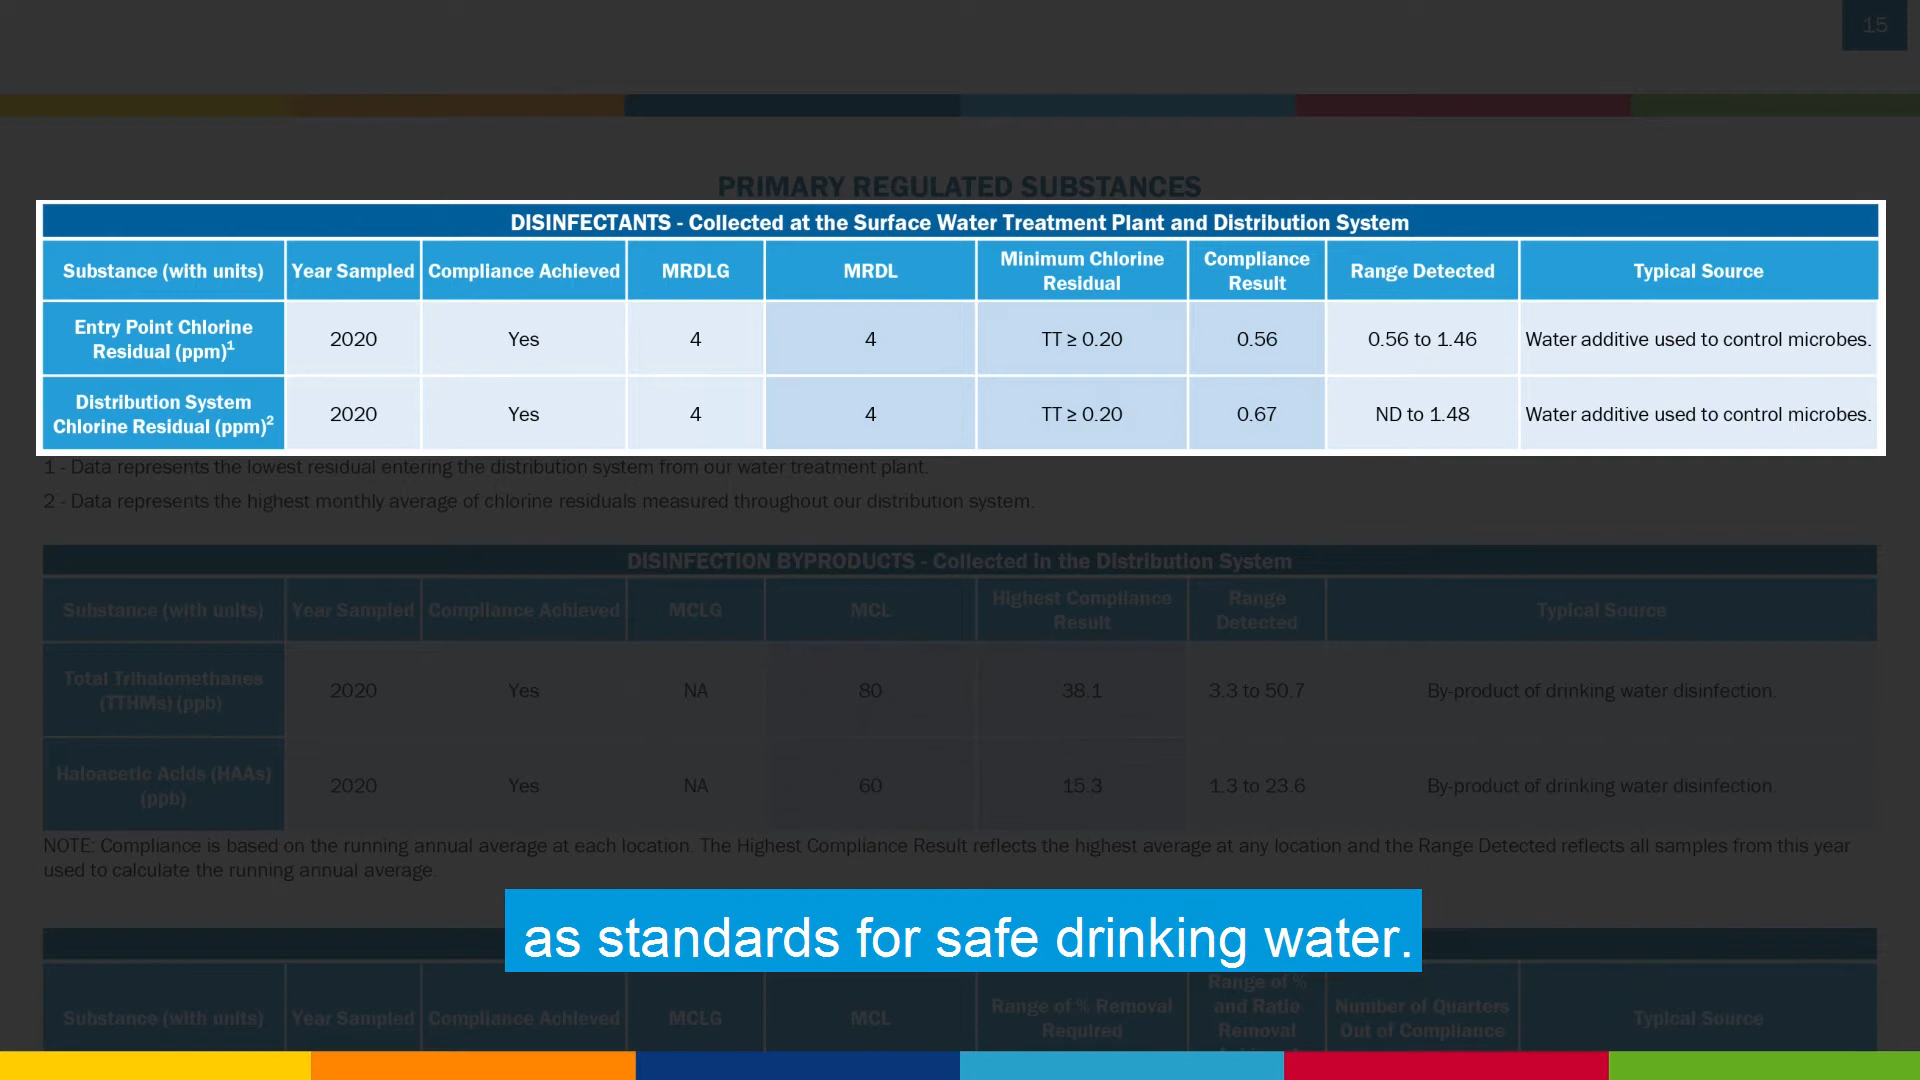 15
PRIMARY REGULATED SUBSTANCES
DISINFECTANTS - Collected at the Surface Water Treatment Plant and Distribution System
Substance (with units) Year Sampled Compliance Achieved MRDLG MRDL Minimum Chlorine Residual Compliance Result Range Detected Typical Source
Entry Point Chlorine Residual (ppm)¹ 2020 Yes 4 4 TT ≥ 0.20 0.56 0.56 to 1.46 Water additive used to control microbes.
Distribution System Chlorine Residual (ppm)² 2020 Yes 4 4 TT ≥ 0.20 0.67 ND to 1.48 Water additive used to control microbes.
1 - Data represents the lowest residual entering the distribution system from our water treatment plant.
2 - Data represents the highest monthly average of chlorine residuals measured throughout our distribution system.
DISINFECTION BYPRODUCTS - Collected in the Distribution System
Substance (with units) Year Sampled Compliance Achieved MCLG MCL Highest Compliance Result Range Detected Typical Source
Total Trihalomethanes (TTHMs) (ppb) 2020 Yes NA 80 38.1 3.3 to 50.7 By-product of drinking water disinfection.
Haloacetic Acids (HAAs) (ppb) 2020 Yes NA 60 15.3 1.3 to 23.6 By-product of drinking water disinfection.
NOTE: Compliance is based on the running annual average at each location. The Highest Compliance Result reflects the highest average at any location and the Range Detected reflects all samples from this year
used to calculate the running annual average.
as standards for safe drinking water.
Substance (with units) Year Sampled Compliance Achieved MCLG MCL Range of % Removal Required Range of % and Ratio Removal Number of Quarters Out of Compliance Typical Source